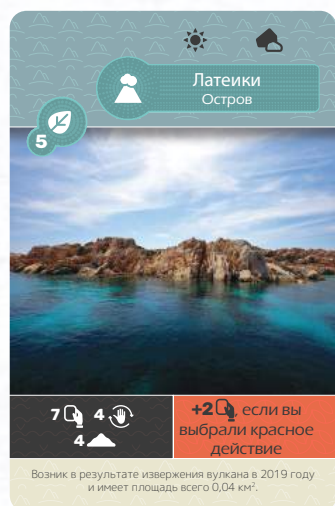 Латеики
Остров
5
7 4
4
+2 , если вы
выбрали красное
действие
Возник в результате извержения вулкана в 2019 году
и имеет площадь всего 0,04 км².